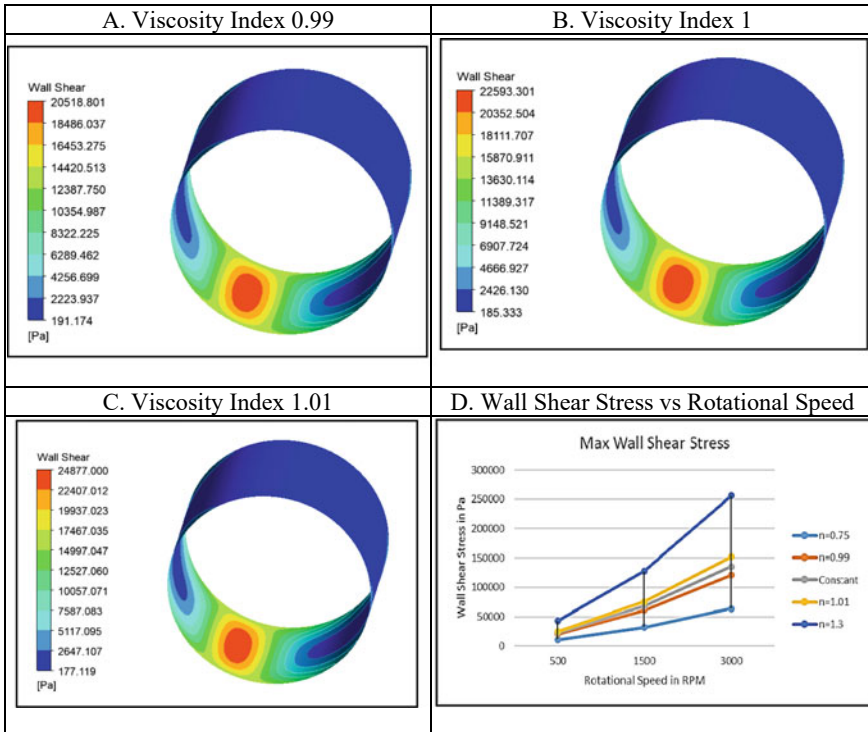 A. Viscosity Index 0.99
B. Viscosity Index 1
Wall Shear
20518.801
18486.037
16453.275
14420.513
12387.750
10354.987
8322.225
6289.462
4256.699
2223.937
191.174
[Pa]
Wall Shear
22593.301
20352.504
18111.707
15870.911
13630.114
11389.317
9148.521
6907.724
4666.927
2426.130
185.333
[Pa]
C. Viscosity Index 1.01
D. Wall Shear Stress vs Rotational Speed
Wall Shear
24877.000
22407.012
19937.023
17467.035
14997.047
12527.060
10057.071
7587.083
5117.095
2647.107
177.119
[Pa]
Max Wall Shear Stress
Wall Shear Stress in Pa
300000
250000
200000
150000
100000
50000
0
500
1500
3000
Rotational Speed in RPM
n=0.75
n=0.99
Constant
n=1.01
n=1.3